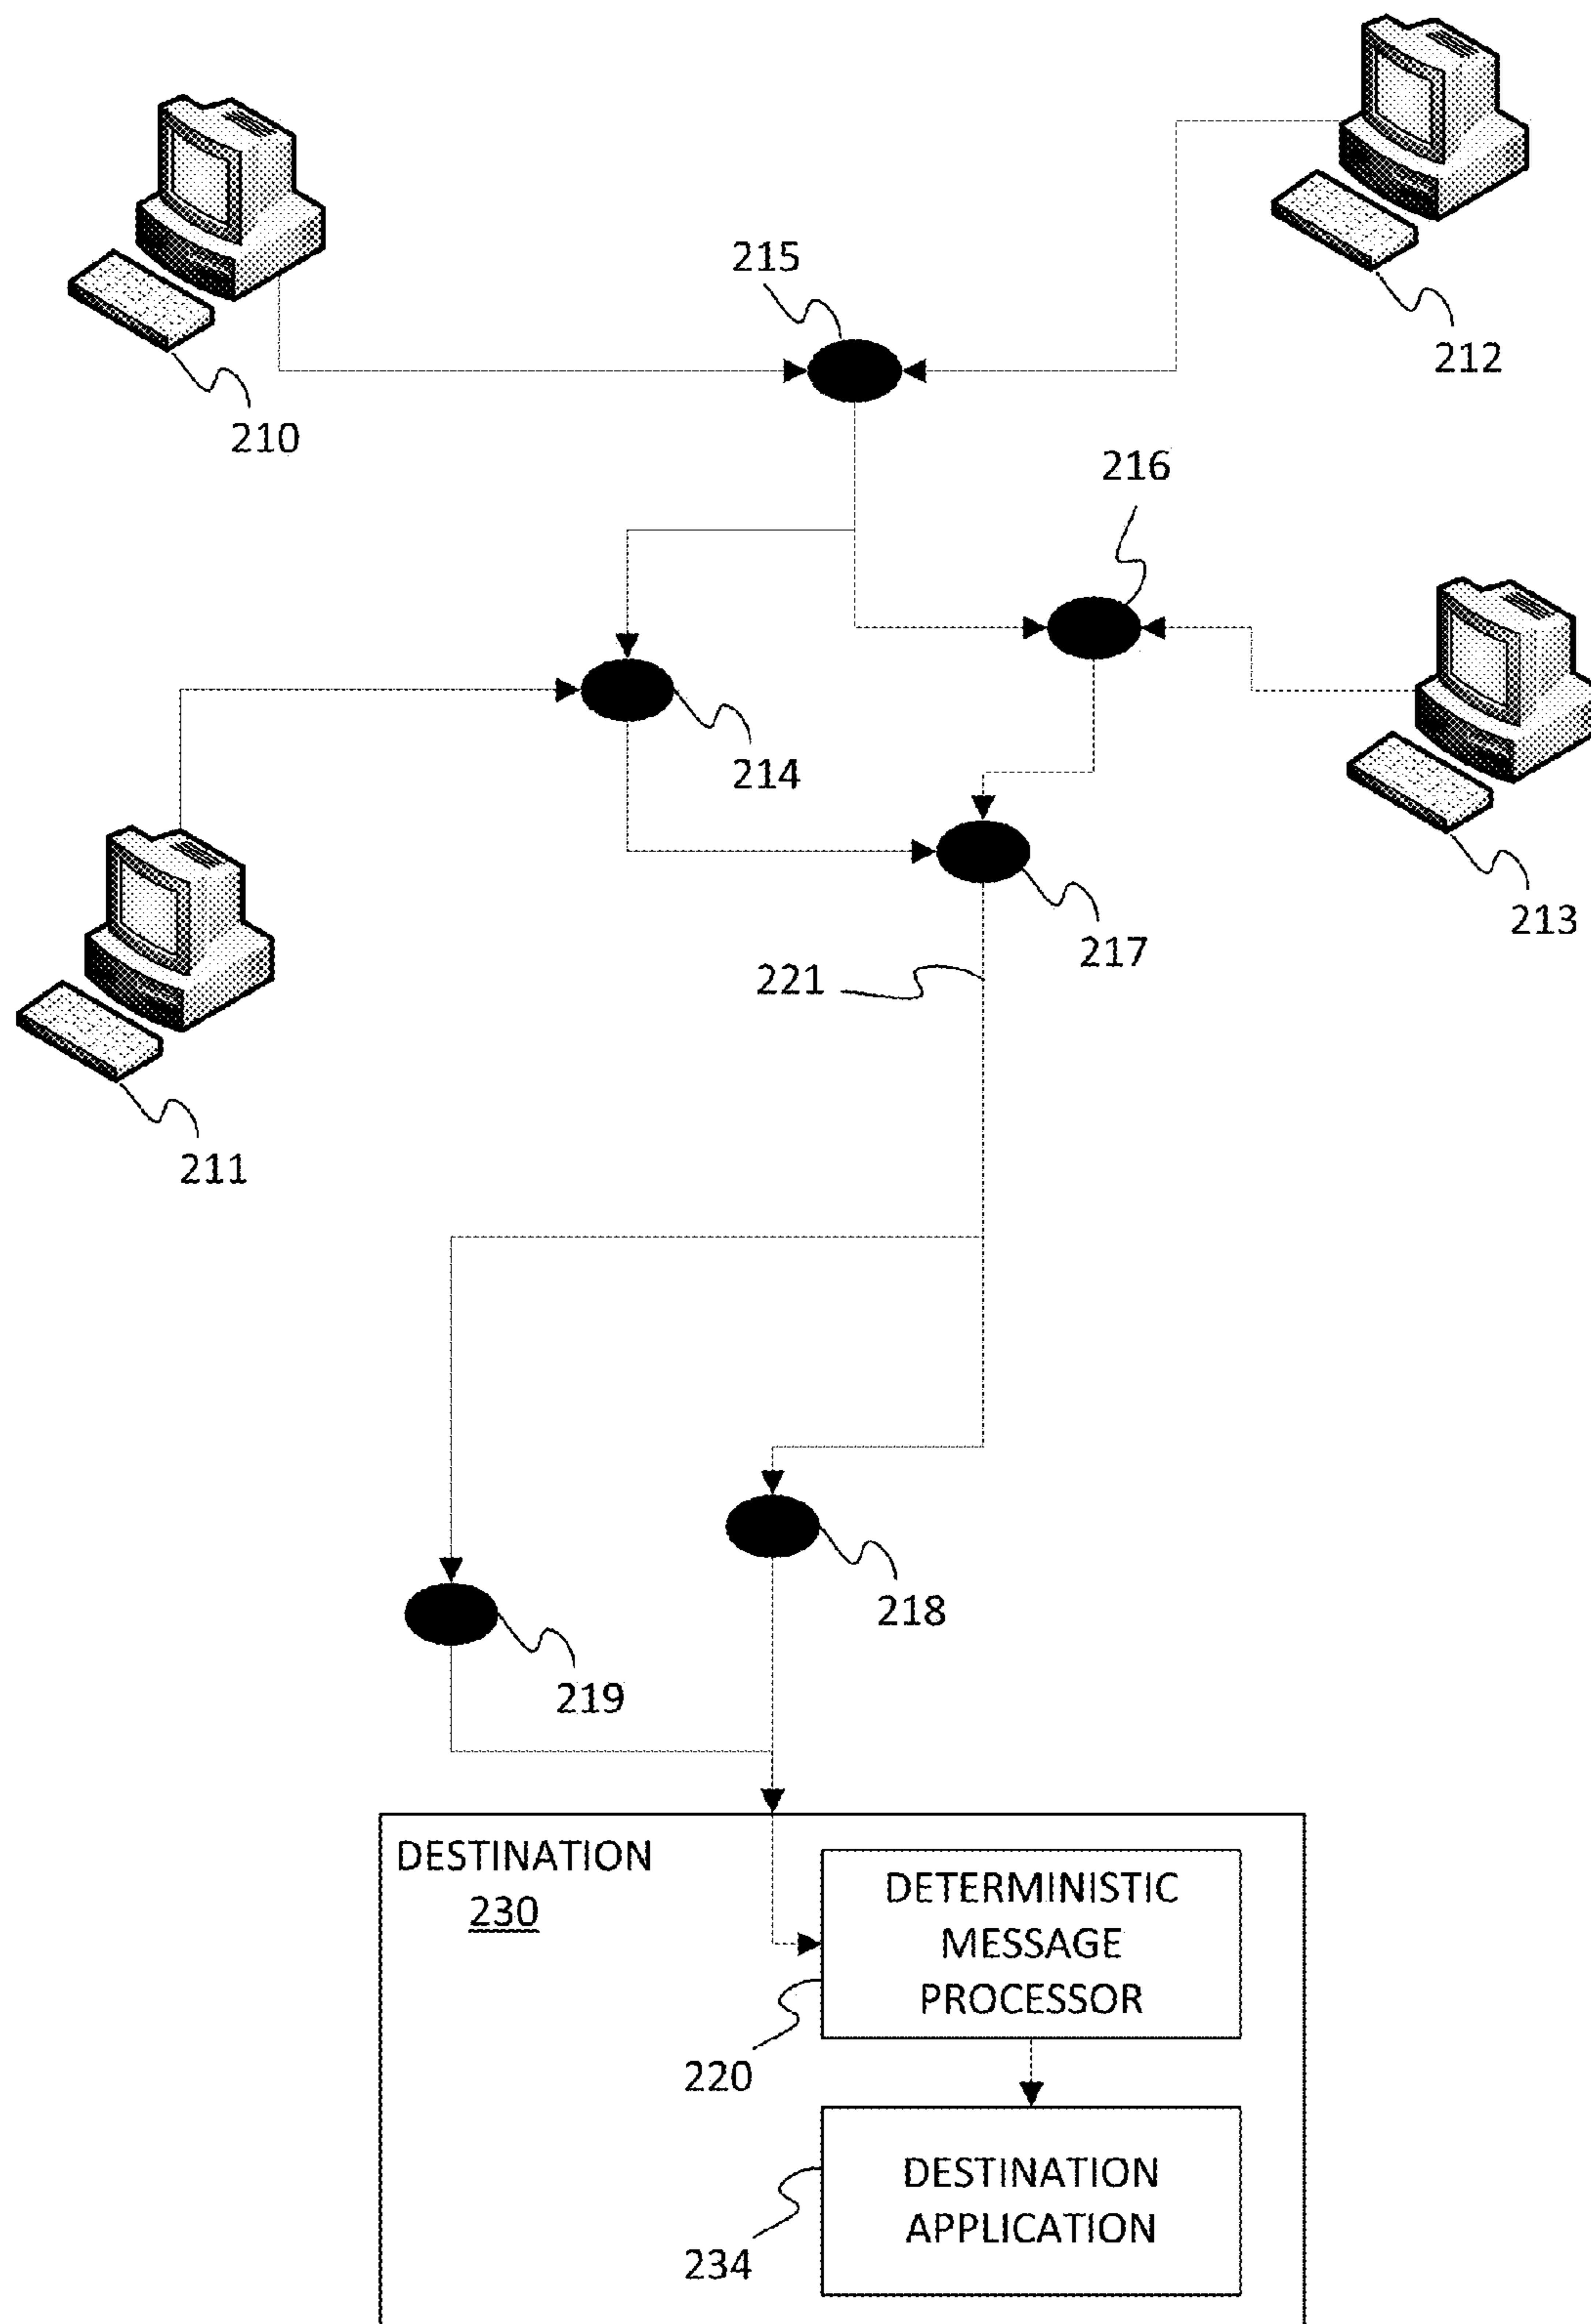 215
212
210
216
214
213
217
221
211
218
219
DESTINATION
230
DETERMINISTIC
MESSAGE
PROCESSOR
220
DESTINATION
APPLICATION
234